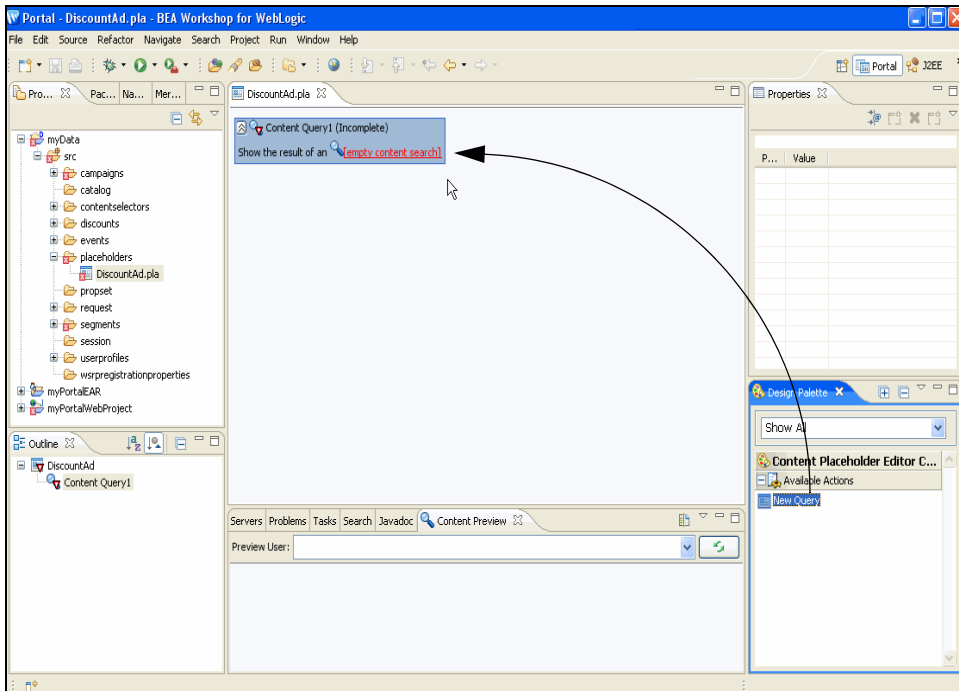 Portal - DiscountAd.pla - BEA Workshop for WebLogic
File Edit Source Refactor Navigate Search Project Run Window Help
Portal J2EE
Pro... Pac... Na... Mer...
myData
src
campaigns
catalog
contentselectors
discounts
events
placeholders
DiscountAd.pla
propset
request
segments
session
userprofiles
wsrpregistrationproperties
myPortalEAR
myPortalWebProject
Outline
DiscountAd
Content Query1
DiscountAd.pla
Content Query1 (Incomplete)
Show the result of an [empty content search]
Servers Problems Tasks Search Javadoc Content Preview
Preview User:
Properties
P... Value
Design Palette
Show All
Content Placeholder Editor C...
Available Actions
New Query